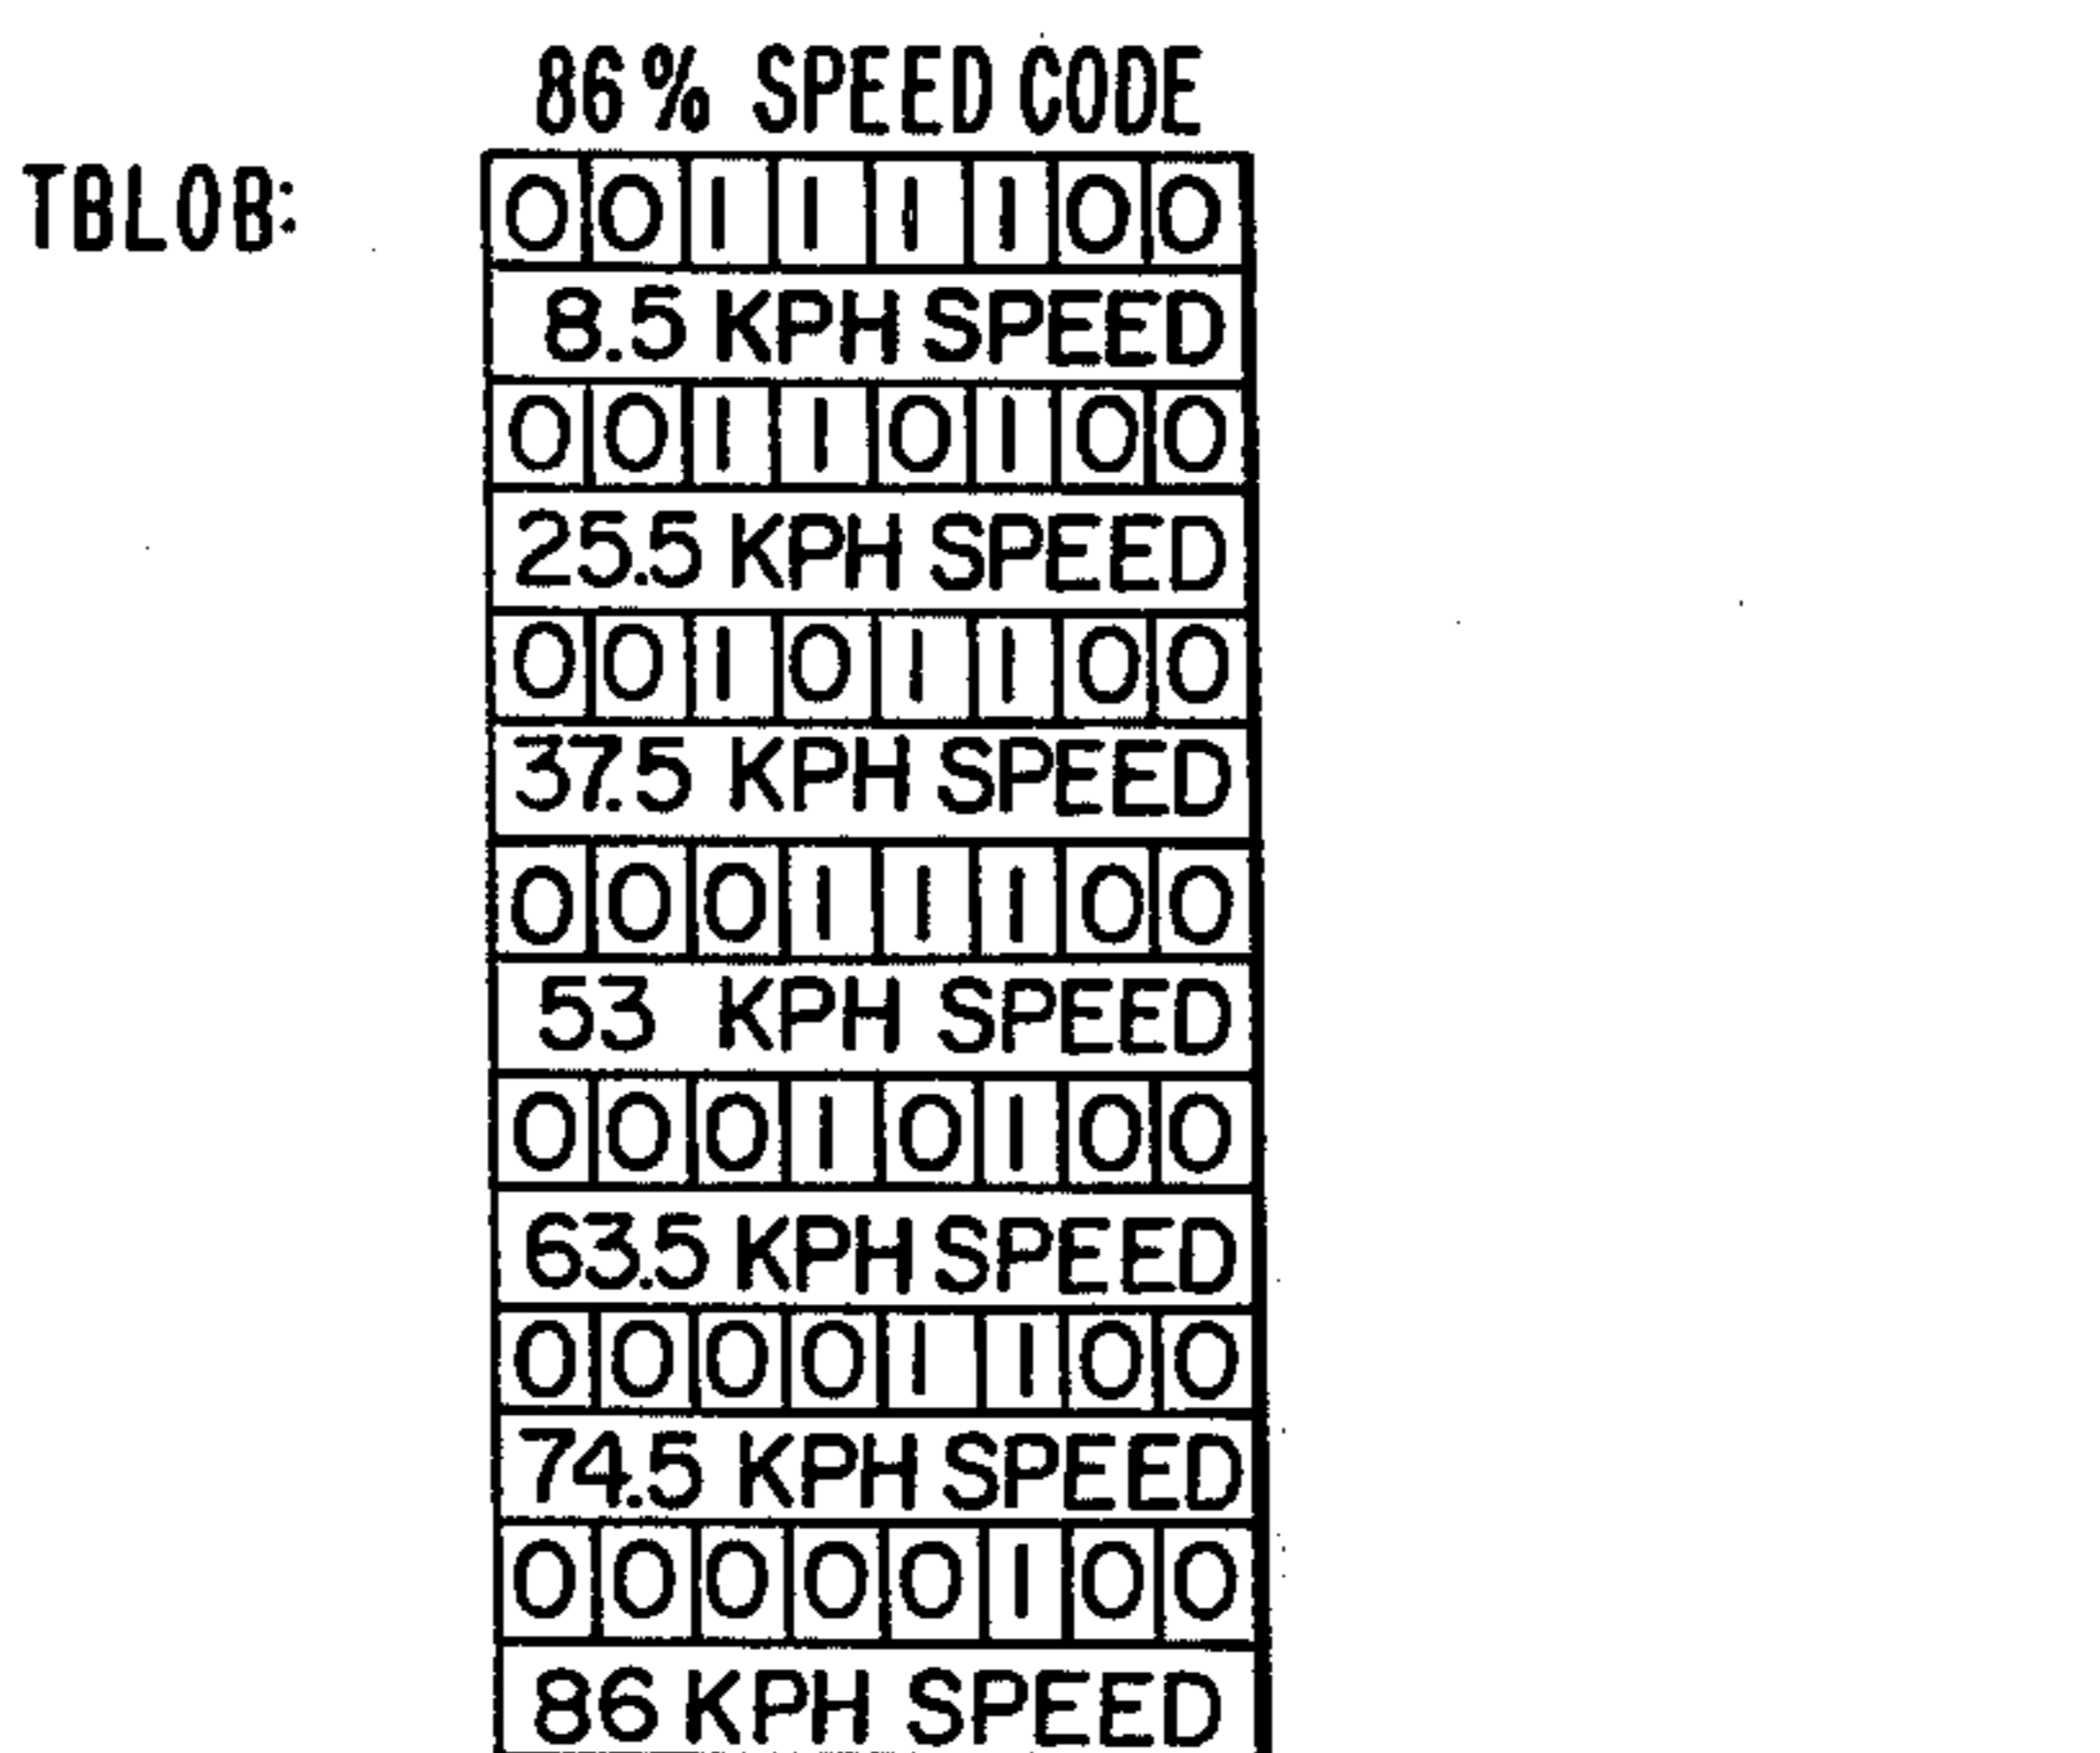 86% SPEED CODE
TBLOB: 0 0 1 1 1 1 0 0
8.5 KPH SPEED
0 0 1 1 0 1 0 0
25.5 KPH SPEED
0 0 1 0 1 1 0 0
37.5 KPH SPEED
0 0 0 1 1 1 0 0
53 KPH SPEED
0 0 0 1 0 1 0 0
63.5 KPH SPEED
0 0 0 0 1 1 0 0
74.5 KPH SPEED
0 0 0 0 0 1 0 0
86 KPH SPEED